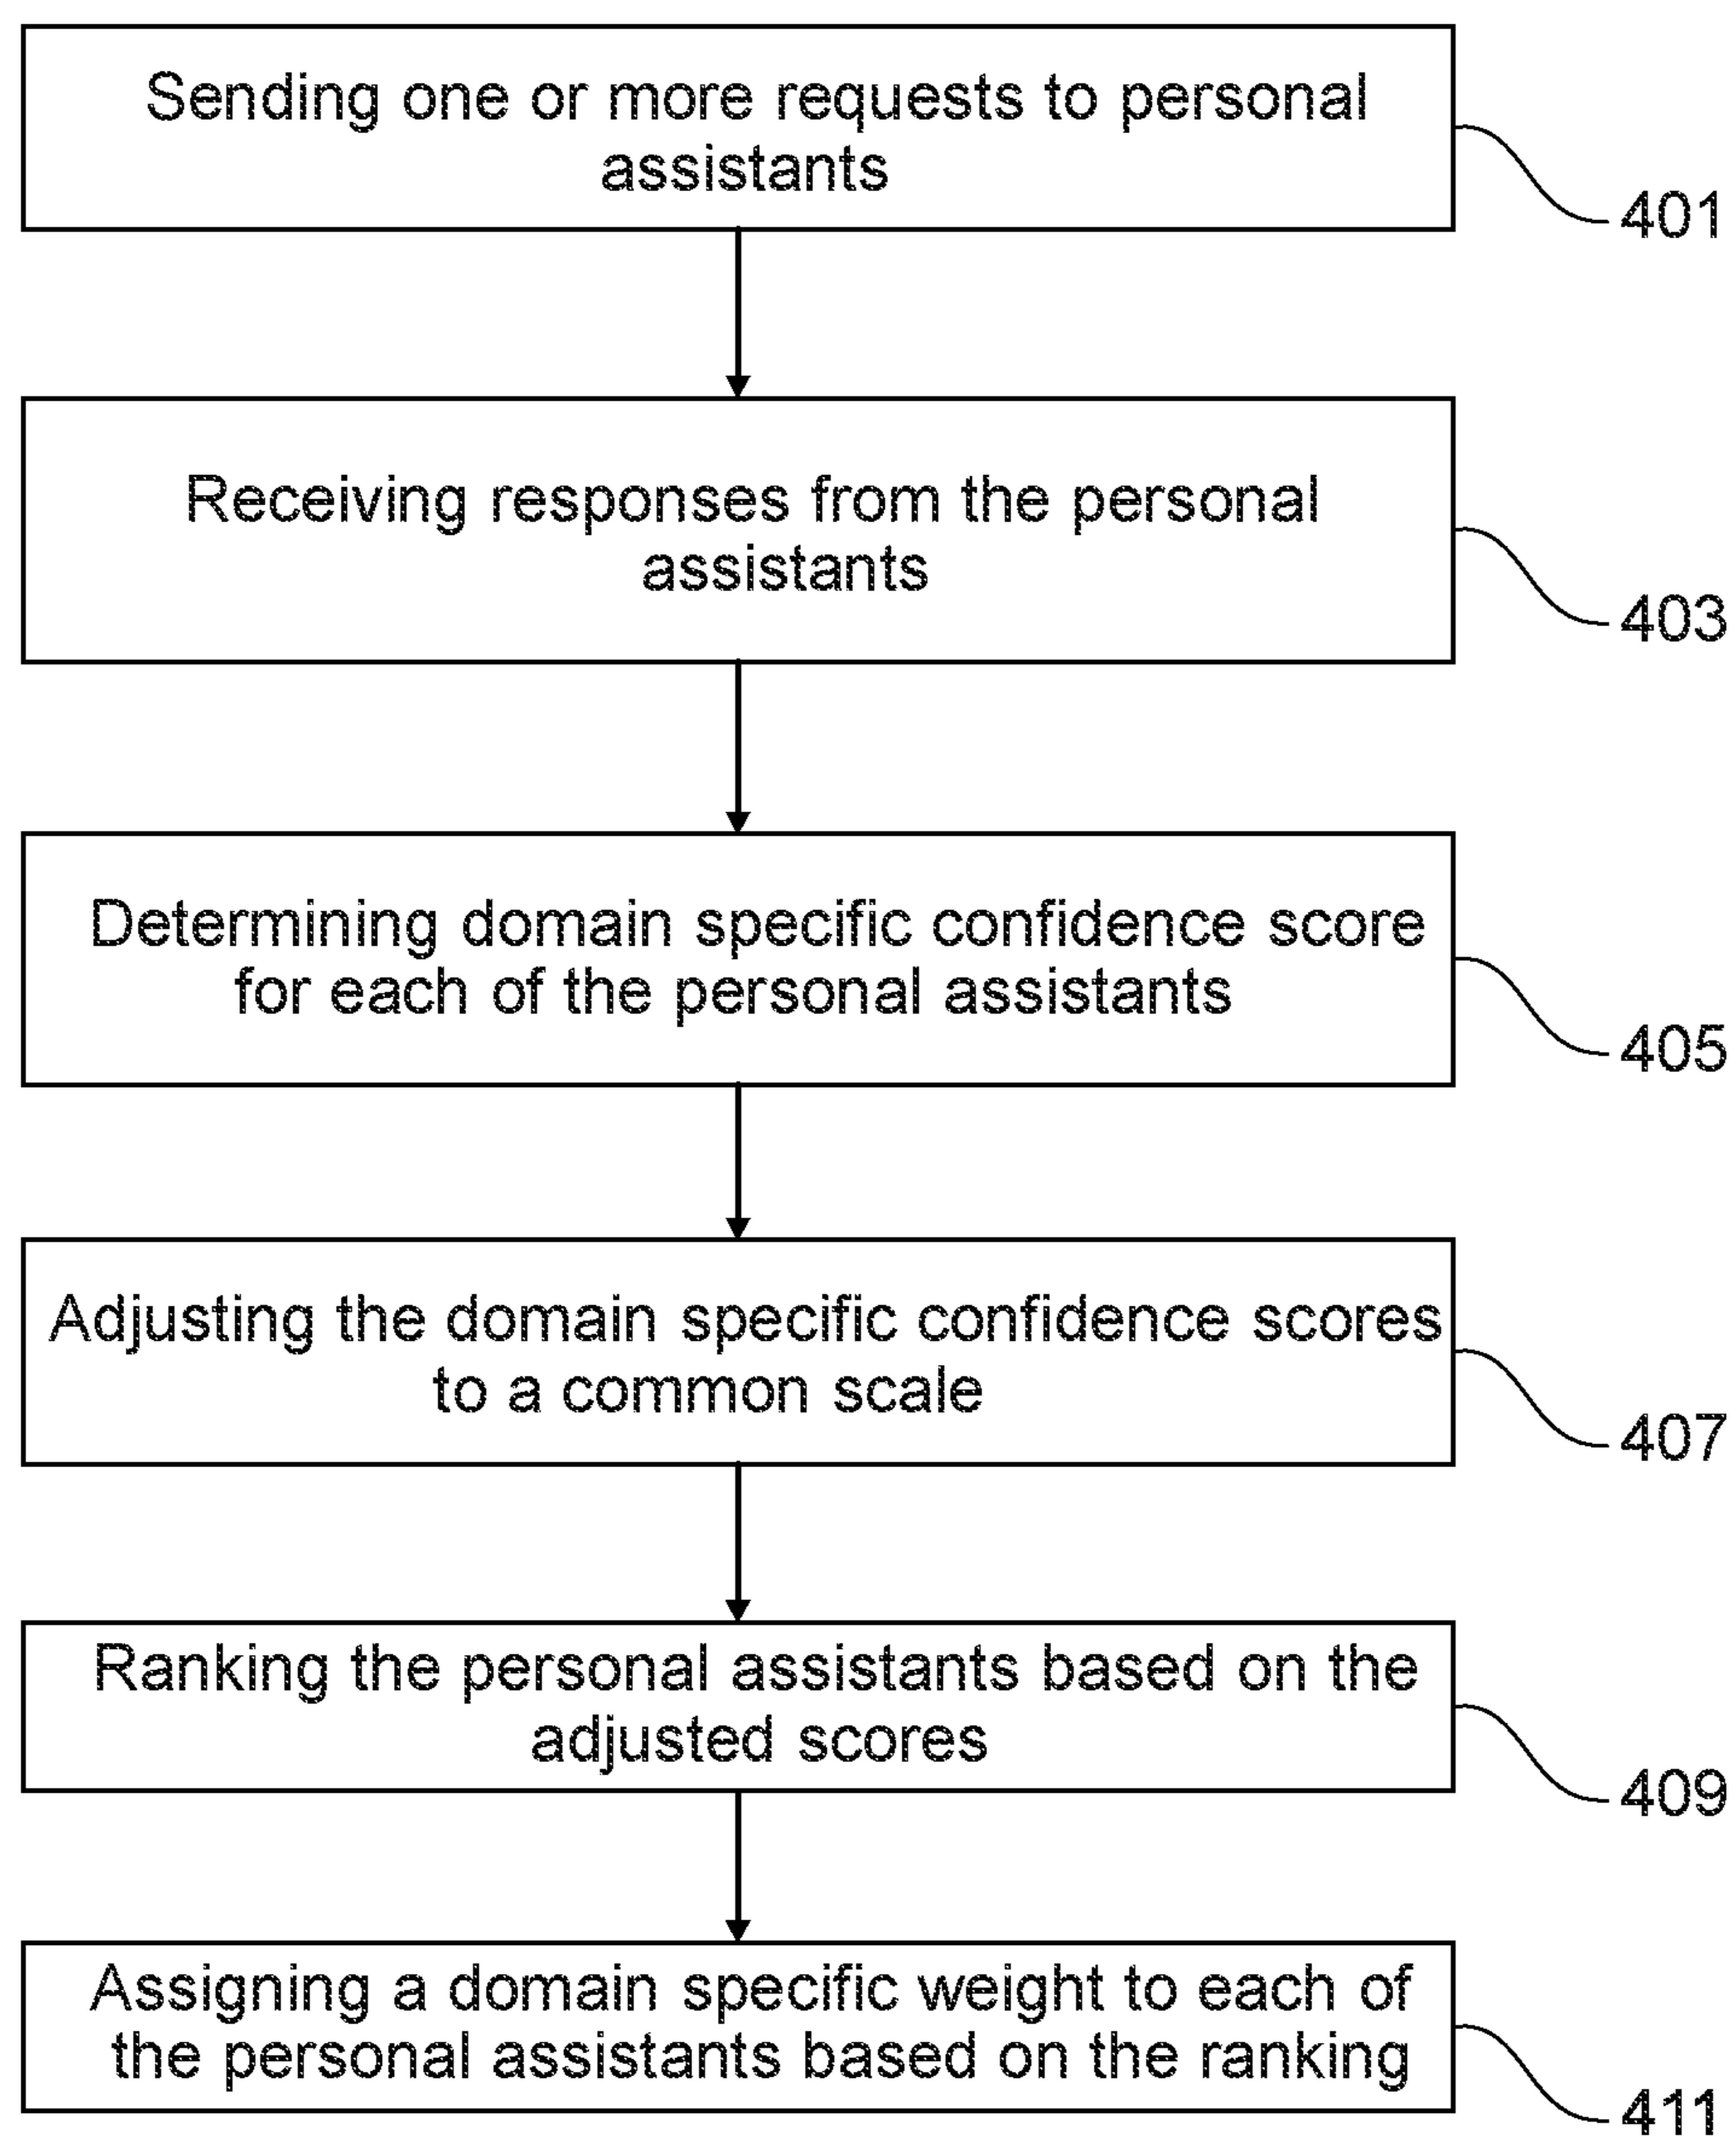 Sending one or more requests to personal
assistants
401
Receiving responses from the personal
assistants
403
Determining domain specific confidence score
for each of the personal assistants
405
Adjusting the domain specific confidence scores
to a common scale
407
Ranking the personal assistants based on the
adjusted scores
409
Assigning a domain specific weight to each of
the personal assistants based on the ranking
411